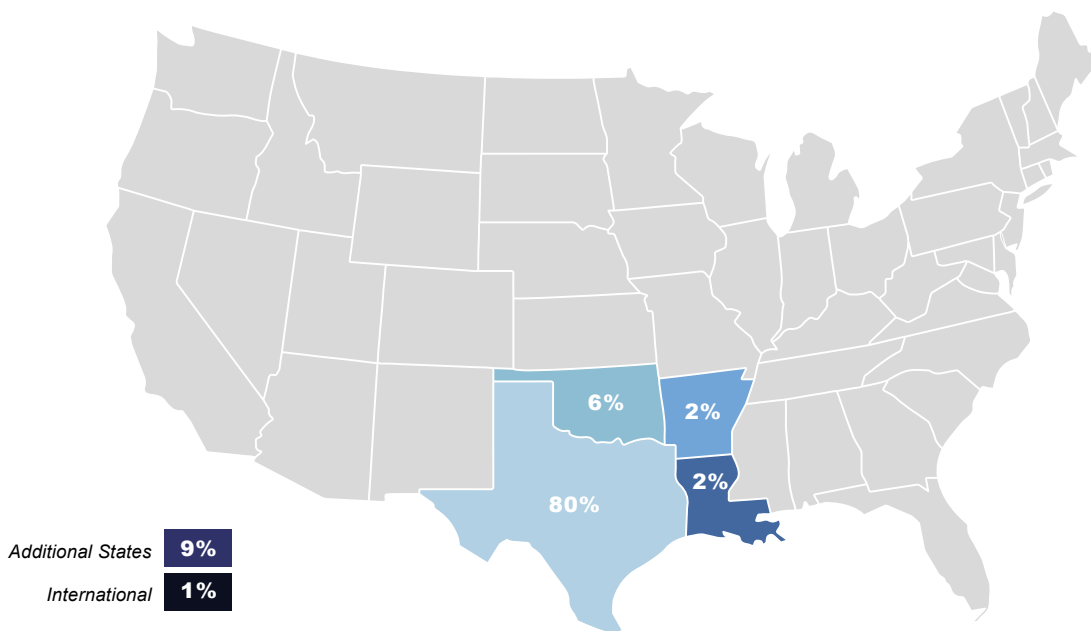 6%
2%
2%
80%
Additional States 9%
International 1%